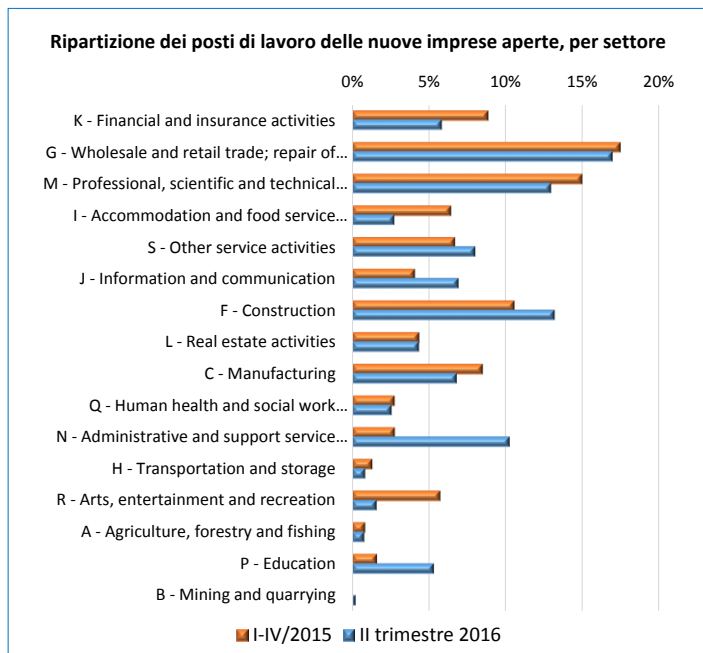 Ripartizione dei posti di lavoro delle nuove imprese aperte, per settore
0% 5% 10% 15% 20%
K - Financial and insurance activities
G - Wholesale and retail trade; repair of...
M - Professional, scientific and technical...
I - Accommodation and food service...
S - Other service activities
J - Information and communication
F - Construction
L - Real estate activities
C - Manufacturing
Q - Human health and social work...
N - Administrative and support service...
H - Transportation and storage
R - Arts, entertainment and recreation
A - Agriculture, forestry and fishing
P - Education
B - Mining and quarrying
I-IV/2015 II trimestre 2016